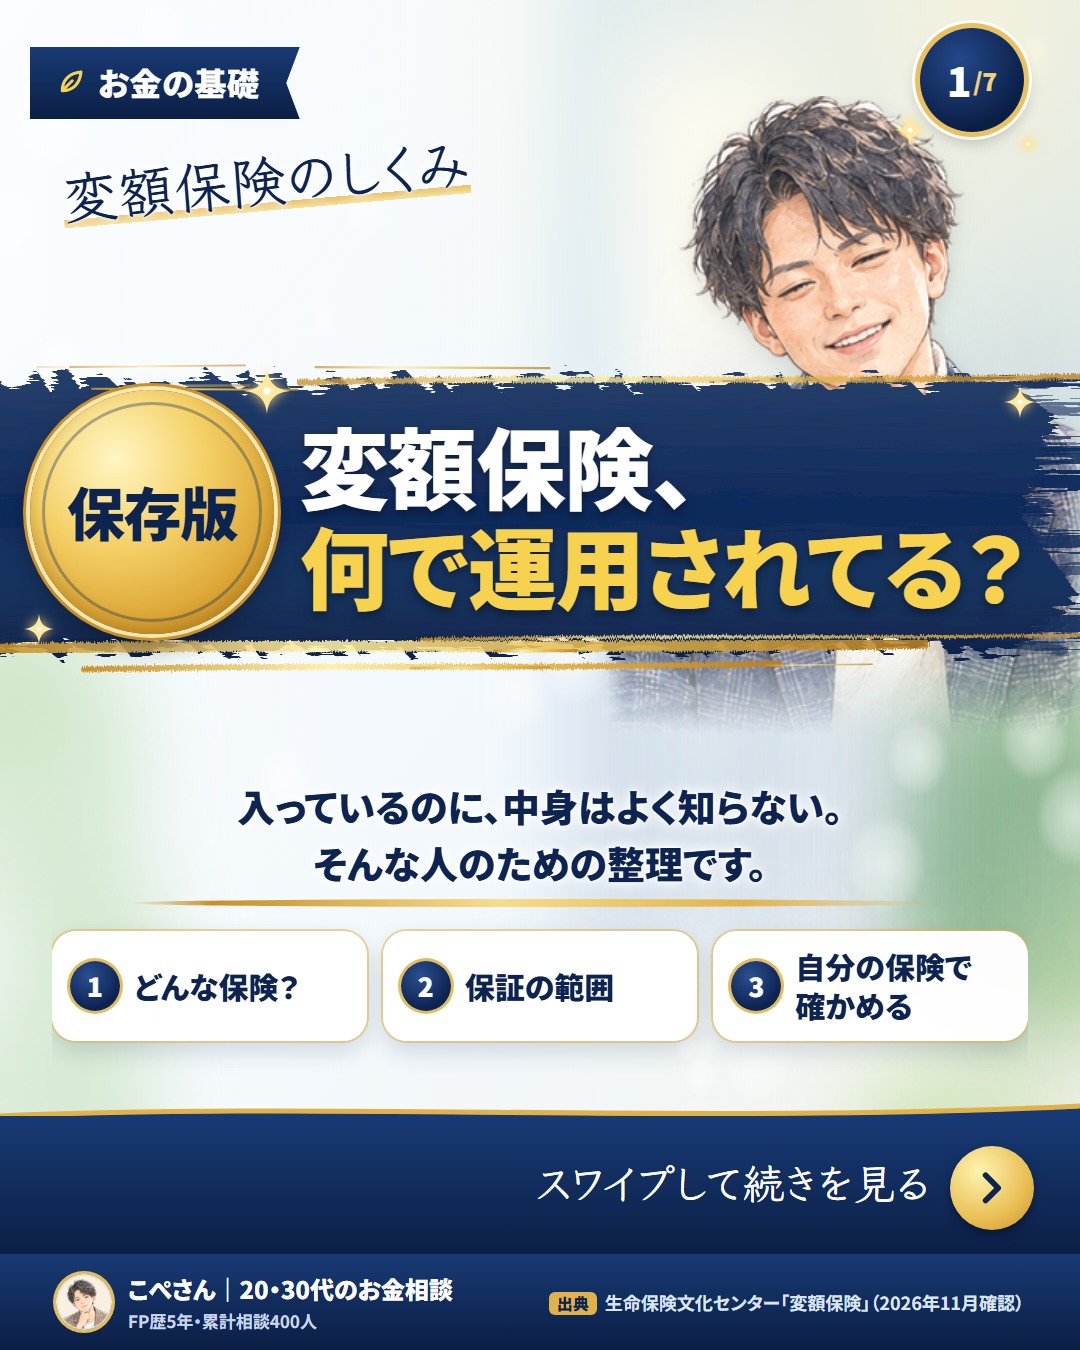 お金の基礎
1/7
変額保険のしくみ
保存版
変額保険、
何で運用されてる？
入っているのに、中身はよく知らない。
そんな人のための整理です。
1 どんな保険？
2 保証の範囲
3 自分の保険で
確かめる
スワイプして続きを見る
こぺさん｜20・30代のお金相談
FP歴5年・累計相談400人
出典 生命保険文化センター「変額保険」（2026年11月確認）